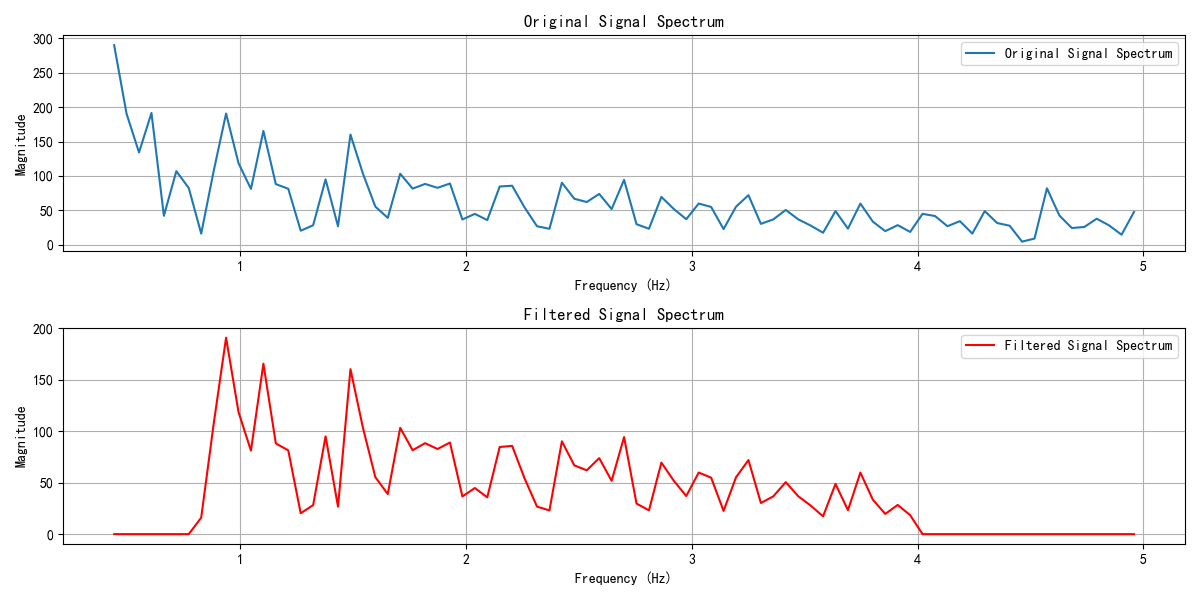 Original Signal Spectrum
300
250
200
150
100
50
0
Magnitude
Original Signal Spectrum
1 2 3 4 5
Frequency (Hz)
Filtered Signal Spectrum
200
150
100
50
0
Magnitude
Filtered Signal Spectrum
1 2 3 4 5
Frequency (Hz)